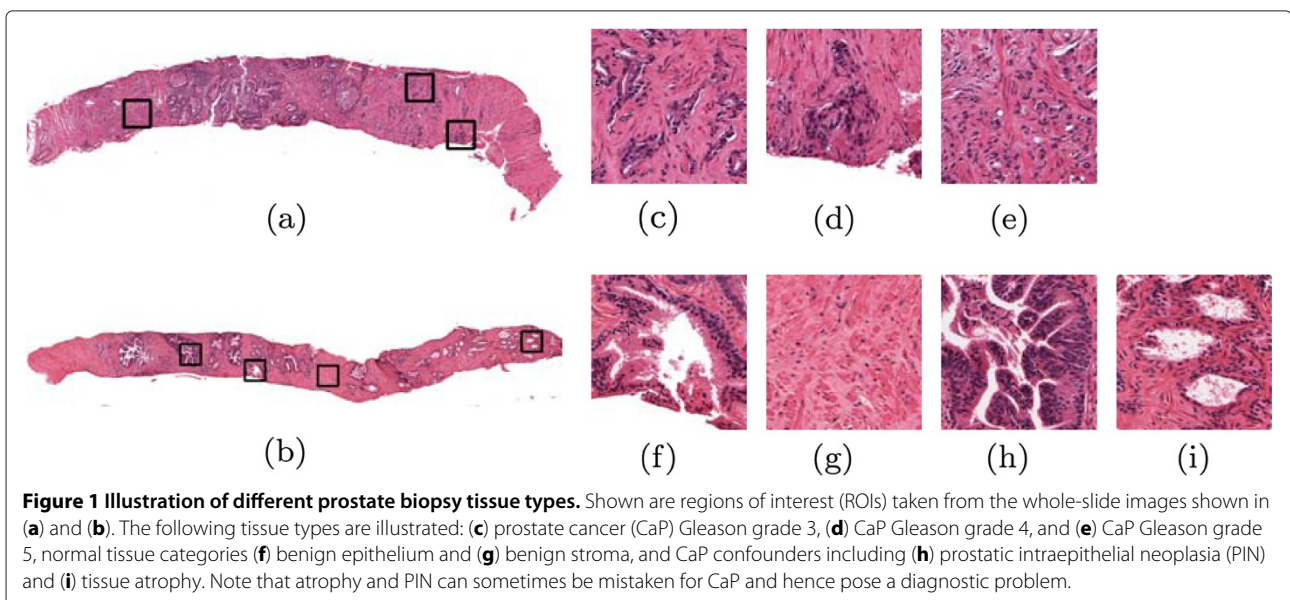 (a)
(c)
(d)
(e)
(b)
(f)
(g)
(h)
(i)
Figure 1 Illustration of different prostate biopsy tissue types. Shown are regions of interest (ROIs) taken from the whole-slide images shown in
(a) and (b). The following tissue types are illustrated: (c) prostate cancer (CaP) Gleason grade 3, (d) CaP Gleason grade 4, and (e) CaP Gleason grade
5, normal tissue categories (f) benign epithelium and (g) benign stroma, and CaP confounders including (h) prostatic intraepithelial neoplasia (PIN)
and (i) tissue atrophy. Note that atrophy and PIN can sometimes be mistaken for CaP and hence pose a diagnostic problem.